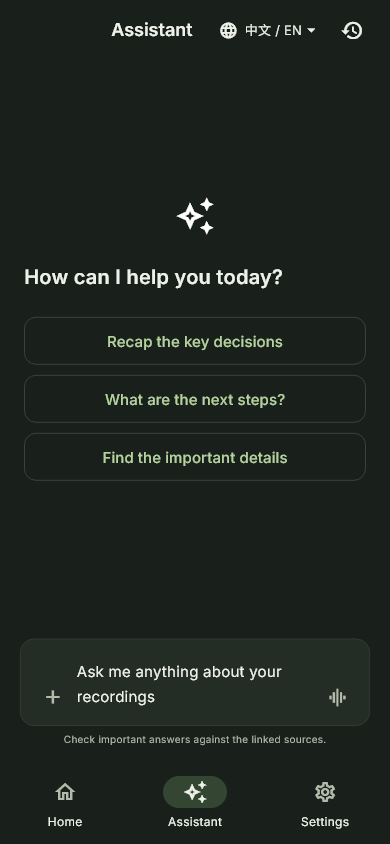 Assistant
中文 / EN
How can I help you today?
Recap the key decisions
What are the next steps?
Find the important details
Ask me anything about your
recordings
Check important answers against the linked sources.
Home
Assistant
Settings